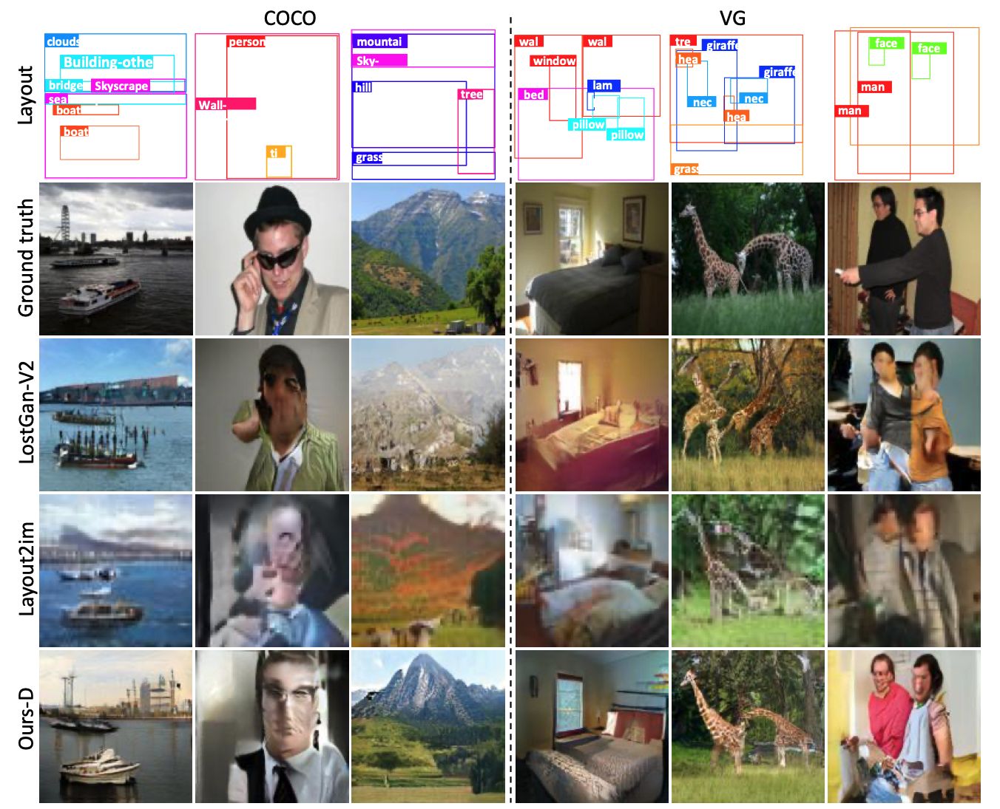 COCO
VG
Layout
clouds
Building-othe
bridge
Skyscrape
sea
boat
boat
person
Wall-
ti
mountai
Sky-
hill
tree
grass
wal
wal
window
lam
bed
pillow
pillow
tre
giraffe
hea
giraffe
nec
nec
hea
grass
face
face
man
man
Ground truth
LostGan-V2
Layout2im
Ours-D